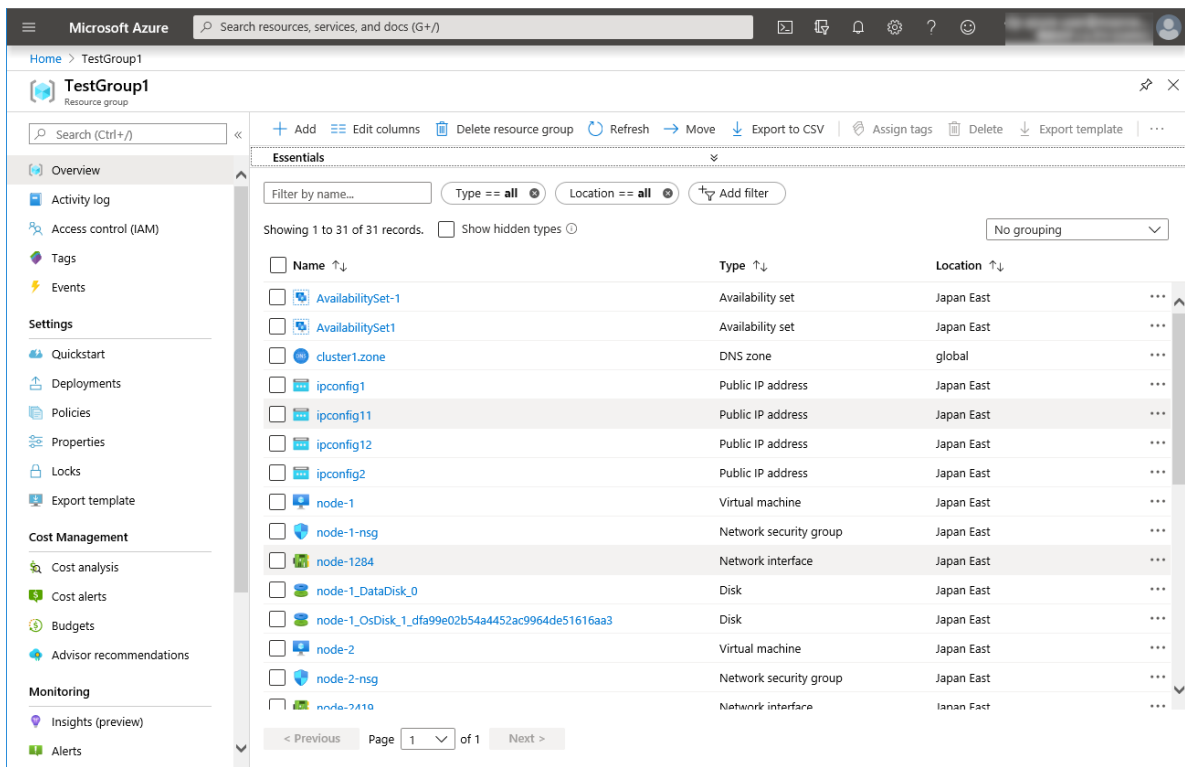 Microsoft Azure
Search resources, services, and docs (G+/)
Home > TestGroup1
TestGroup1
Resource group
Search (Ctrl+/)
«
Overview
Activity log
Access control (IAM)
Tags
Events
Settings
Quickstart
Deployments
Policies
Properties
Locks
Export template
Cost Management
Cost analysis
Cost alerts
Budgets
Advisor recommendations
Monitoring
Insights (preview)
Alerts
Add Edit columns Delete resource group Refresh Move Export to CSV Assign tags Delete Export template ...
Essentials
Filter by name... Type == all Location == all Add filter
Showing 1 to 31 of 31 records. Show hidden types No grouping
Name ↑↓ Type ↑↓ Location ↑↓
AvailabilitySet-1 Availability set Japan East ...
AvailabilitySet1 Availability set Japan East ...
cluster1.zone DNS zone global ...
ipconfig1 Public IP address Japan East ...
ipconfig11 Public IP address Japan East ...
ipconfig12 Public IP address Japan East ...
ipconfig2 Public IP address Japan East ...
node-1 Virtual machine Japan East ...
node-1-nsg Network security group Japan East ...
node-1284 Network interface Japan East ...
node-1_DataDisk_0 Disk Japan East ...
node-1_OsDisk_1_dfa99e02b54a4452ac9964de51616aa3 Disk Japan East ...
node-2 Virtual machine Japan East ...
node-2-nsg Network security group Japan East ...
node-2419 Network interface Japan East ...
< Previous Page 1 of 1 Next >